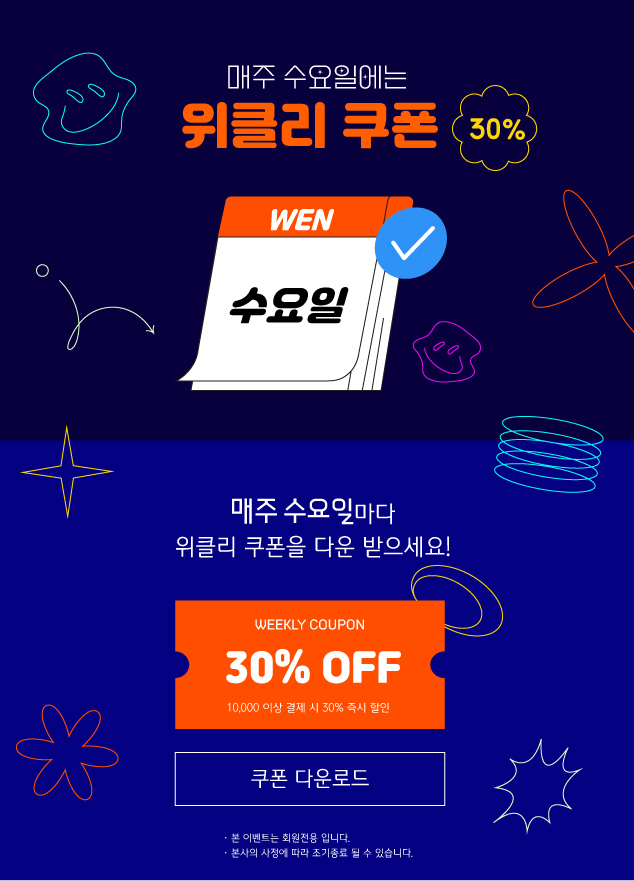 매주 수요일에는
위클리 쿠폰
30%
WEN
수요일
매주 수요일마다
위클리 쿠폰을 다운 받으세요!
WEEKLY COUPON
30% OFF
10,000 이상 결제 시 30% 즉시 할인
쿠폰 다운로드
· 본 이벤트는 회원전용 입니다.
· 본사의 사정에 따라 조기종료 될 수 있습니다.